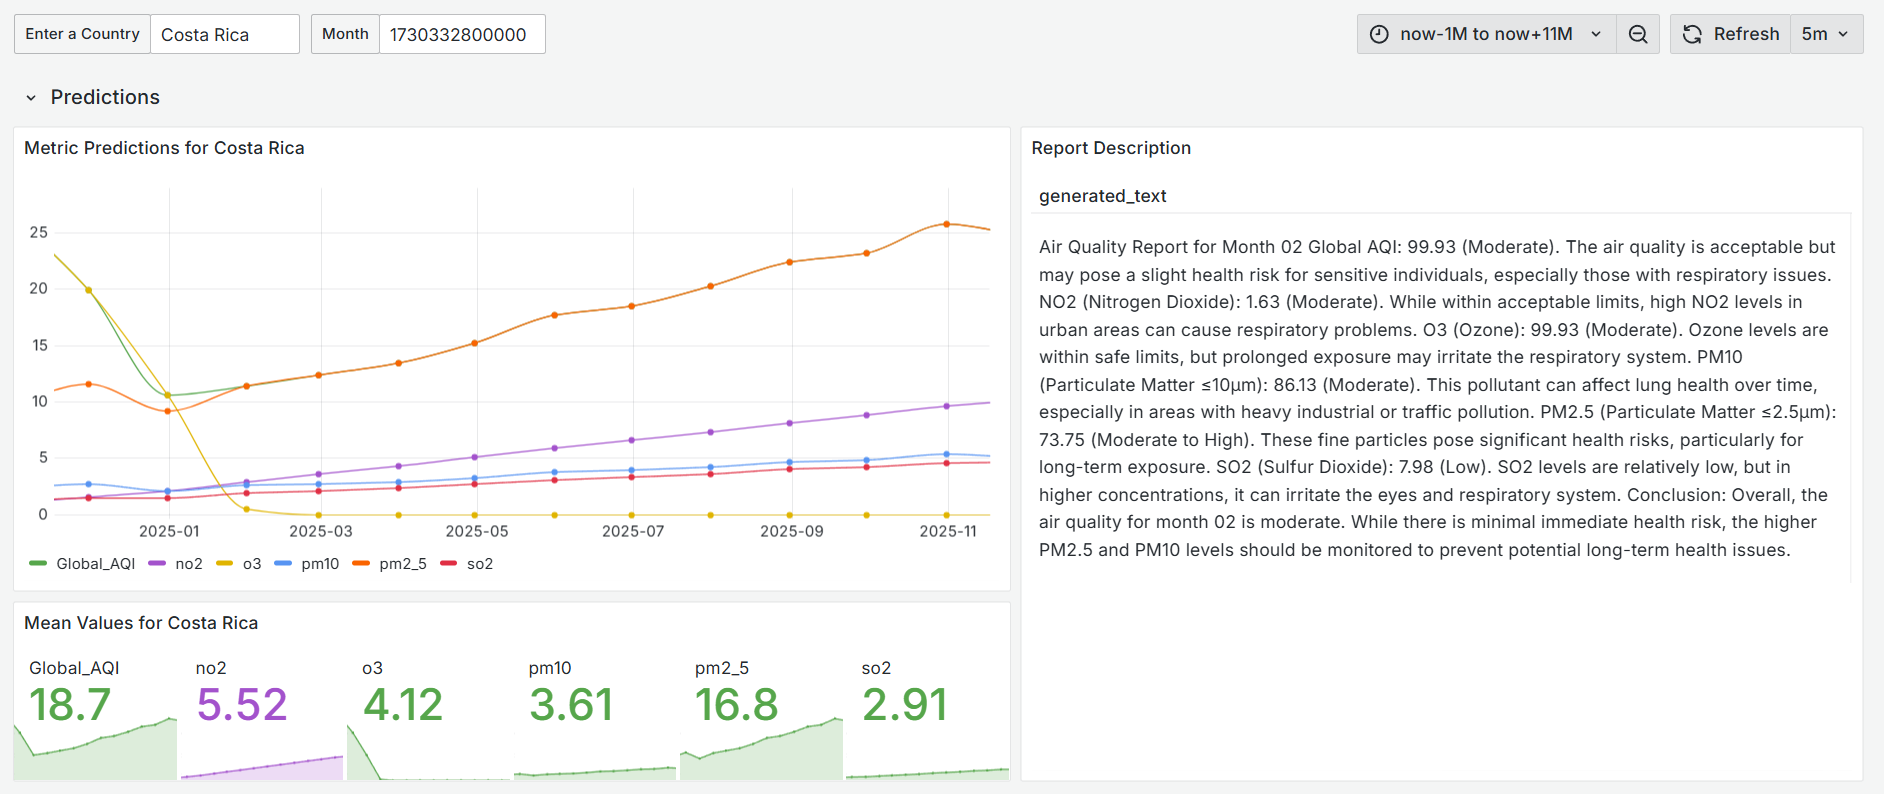 Enter a Country Costa Rica Month 1730332800000 now-1M to now+11M Refresh 5m
Predictions
Metric Predictions for Costa Rica
25
20
15
10
5
0
2025-01 2025-03 2025-05 2025-07 2025-09 2025-11
Global_AQI no2 o3 pm10 pm2_5 so2
Mean Values for Costa Rica
Global_AQI no2 o3 pm10 pm2_5 so2
18.7 5.52 4.12 3.61 16.8 2.91
Report Description
generated_text
Air Quality Report for Month 02 Global AQI: 99.93 (Moderate). The air quality is acceptable but
may pose a slight health risk for sensitive individuals, especially those with respiratory issues.
NO2 (Nitrogen Dioxide): 1.63 (Moderate). While within acceptable limits, high NO2 levels in
urban areas can cause respiratory problems. O3 (Ozone): 99.93 (Moderate). Ozone levels are
within safe limits, but prolonged exposure may irritate the respiratory system. PM10
(Particulate Matter ≤10μm): 86.13 (Moderate). This pollutant can affect lung health over time,
especially in areas with heavy industrial or traffic pollution. PM2.5 (Particulate Matter ≤2.5μm):
73.75 (Moderate to High). These fine particles pose significant health risks, particularly for
long-term exposure. SO2 (Sulfur Dioxide): 7.98 (Low). SO2 levels are relatively low, but in
higher concentrations, it can irritate the eyes and respiratory system. Conclusion: Overall, the
air quality for month 02 is moderate. While there is minimal immediate health risk, the higher
PM2.5 and PM10 levels should be monitored to prevent potential long-term health issues.